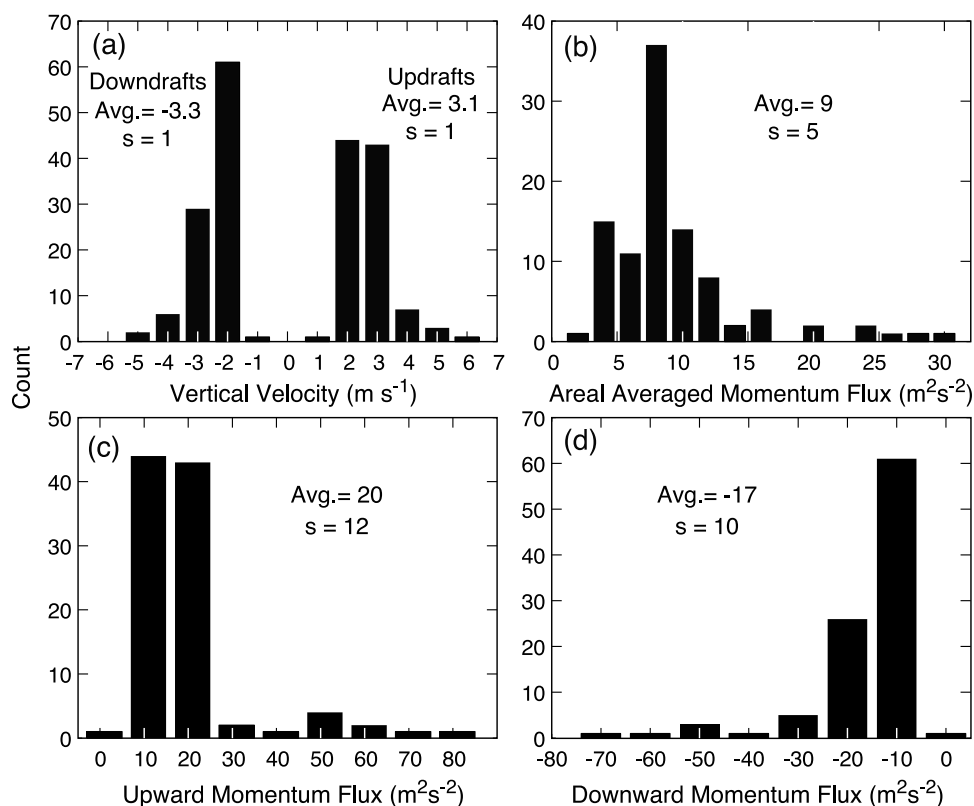 (a)
Downdrafts
Avg.= -3.3
s = 1
Updrafts
Avg.= 3.1
s = 1
70
60
50
40
30
20
10
0
-7 -6 -5 -4 -3 -2 -1 0 1 2 3 4 5 6 7
Vertical Velocity (m s-1)
(b)
Avg.= 9
s = 5
40
30
20
10
0
0 5 10 15 20 25 30
Areal Averaged Momentum Flux (m2s-2)
Count
(c)
Avg.= 20
s = 12
50
40
30
20
10
0
0 10 20 30 40 50 60 70 80
Upward Momentum Flux (m2s-2)
(d)
Avg.= -17
s = 10
70
60
50
40
30
20
10
0
-80 -70 -60 -50 -40 -30 -20 -10 0
Downward Momentum Flux (m2s-2)